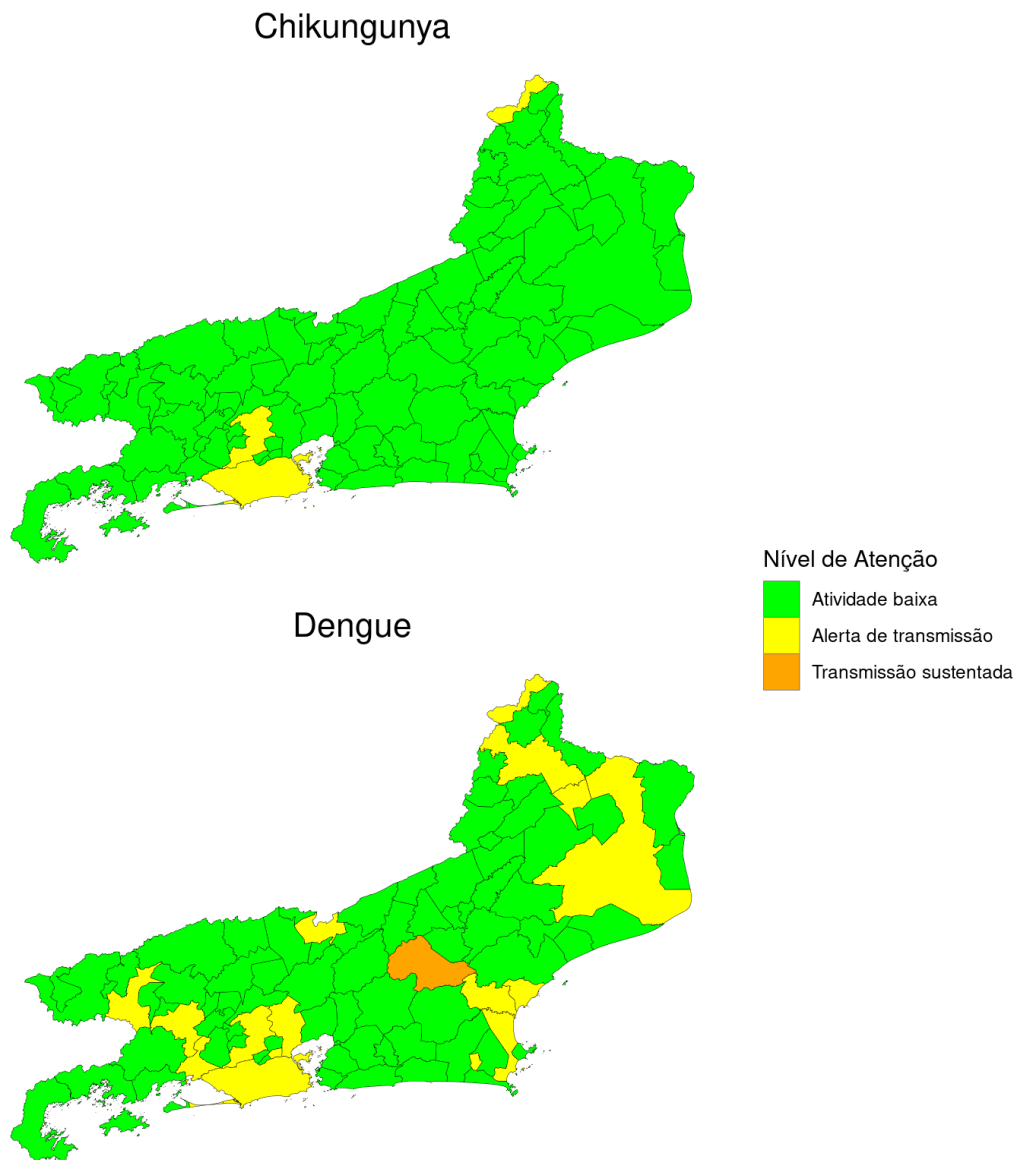 Chikungunya
Nível de Atenção
Atividade baixa
Alerta de transmissão
Transmissão sustentada
Dengue